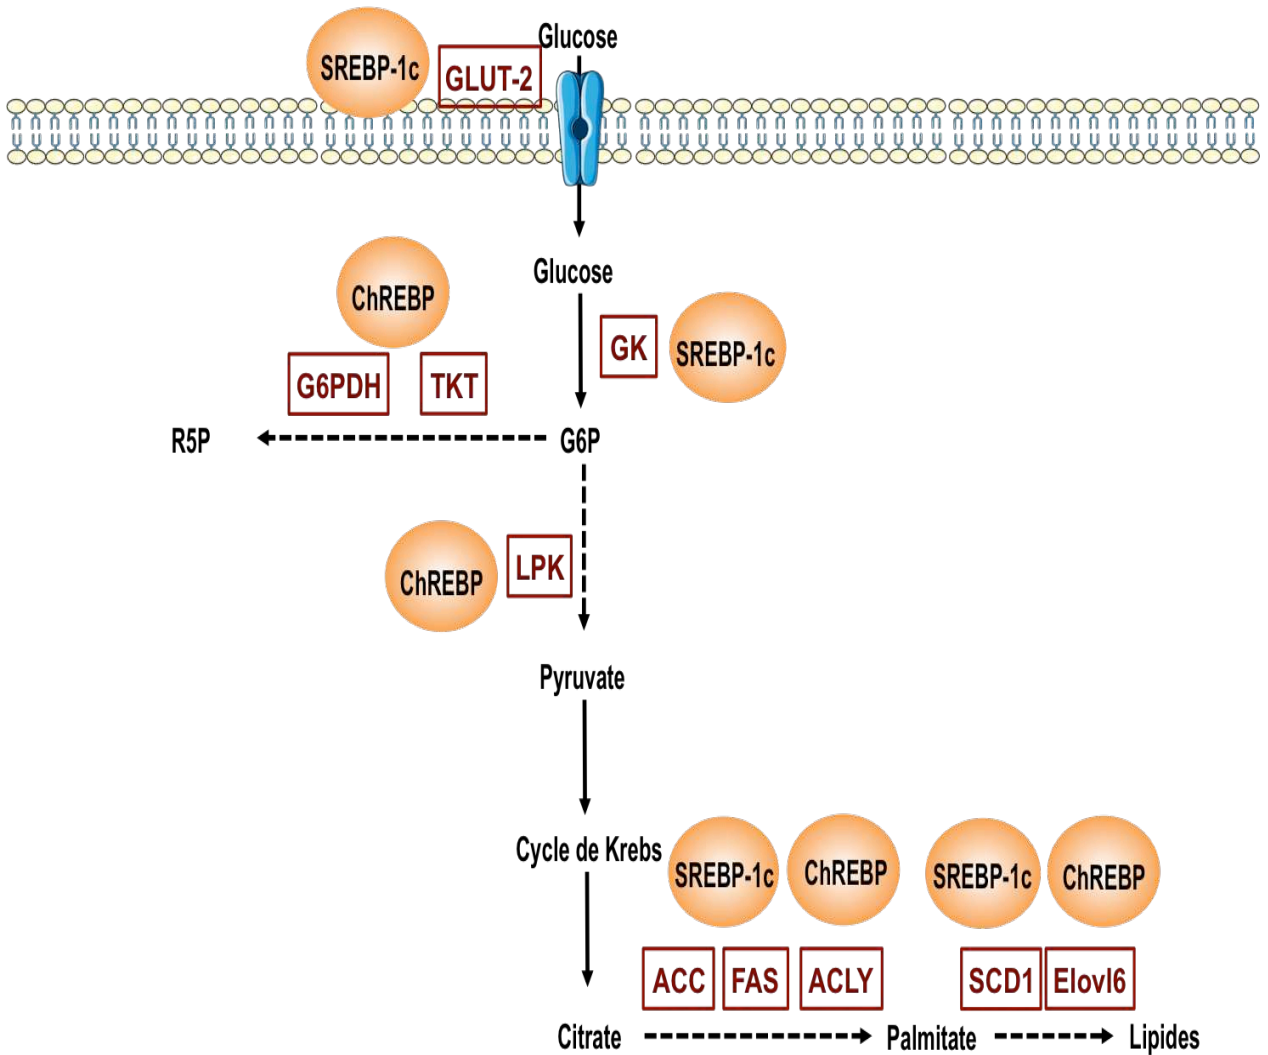 Glucose
SREBP-1c
GLUT-2
Glucose
ChREBP
GK
SREBP-1c
G6PDH
TKT
R5P
G6P
ChREBP
LPK
Pyruvate
Cycle de Krebs
SREBP-1c
ChREBP
SREBP-1c
ChREBP
ACC
FAS
ACLY
SCD1
Elovl6
Citrate
Palmitate
Lipides